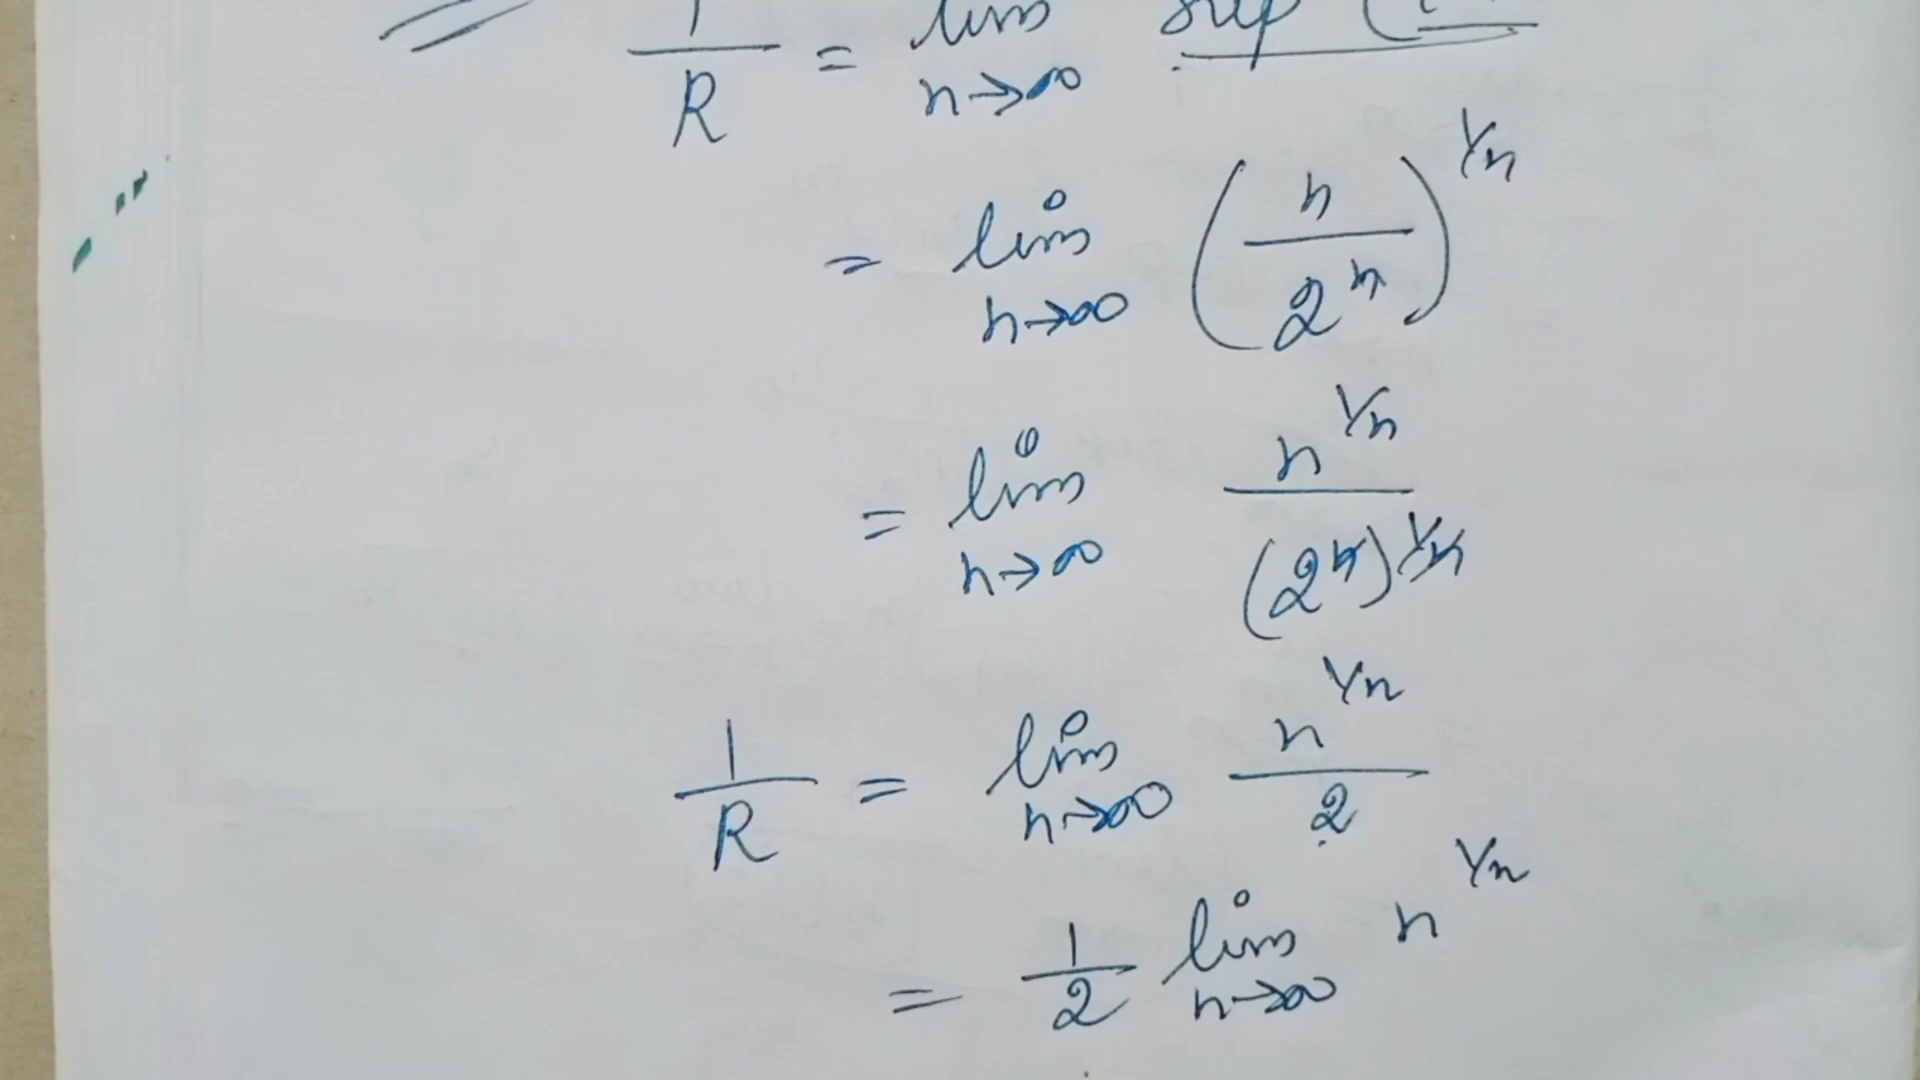 1/R = lim n→∞ sup (
= lim n→∞ (n/2^n)^1/n
= lim n→∞ n^1/n / (2^n)^1/n
1/R = lim n→∞ n^1/n / 2
= 1/2 lim n→∞ n^1/n